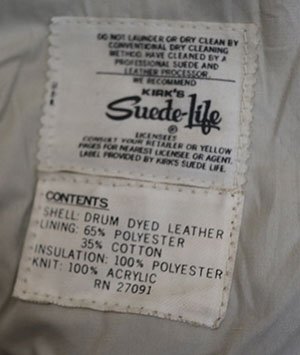 DO NOT LAUNDER OR DRY CLEAN BY
CONVENTIONAL DRY CLEANING
METHOD. HAVE CLEANED BY A
PROFESSIONAL SUEDE AND
LEATHER PROCESSOR
WE RECOMMEND
KIRK'S
Suede-Life
®
LICENSEES
CONSULT YOUR RETAILER OR YELLOW
PAGES FOR NEAREST LICENSEE OR AGENT.
LABEL PROVIDED BY KIRK'S SUEDE LIFE.
CONTENTS
SHELL: DRUM DYED LEATHER
LINING: 65% POLYESTER
35% COTTON
INSULATION: 100% POLYESTER
KNIT: 100% ACRYLIC
RN 27091